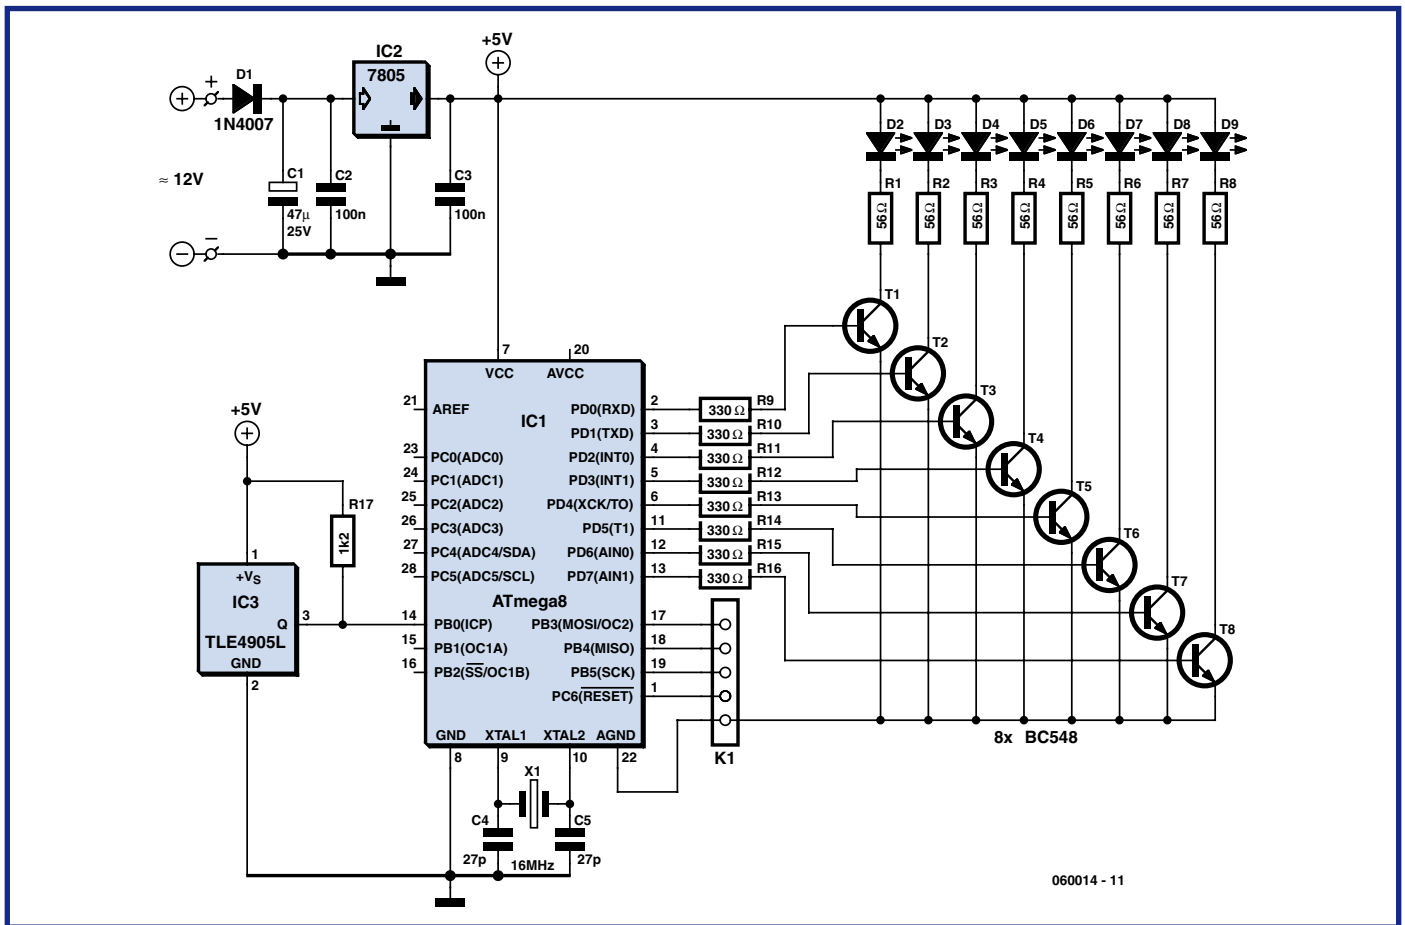 +5V
IC2
7805
D1
1N4007
+
≈ 12V
C1
47µ
25V
C2
100n
C3
100n
–
D2
D3
D4
D5
D6
D7
D8
D9
R1
R2
R3
R4
R5
R6
R7
R8
56Ω
56Ω
56Ω
56Ω
56Ω
56Ω
56Ω
56Ω
T1
T2
T3
T4
T5
T6
T7
T8
7
20
VCC
AVCC
21
AREF
IC1
23
PC0(ADC0)
24
PC1(ADC1)
25
PC2(ADC2)
26
PC3(ADC3)
27
PC4(ADC4/SDA)
28
PC5(ADC5/SCL)
ATmega8
14
PB0(ICP)
15
PB1(OC1A)
16
PB2(SS/OC1B)
PD0(RXD)
2
330 Ω
R9
PD1(TXD)
3
330 Ω
R10
PD2(INT0)
4
330 Ω
R11
PD3(INT1)
5
330 Ω
R12
PD4(XCK/TO)
6
330 Ω
R13
PD5(T1)
11
330 Ω
R14
PD6(AIN0)
12
330 Ω
R15
PD7(AIN1)
13
330 Ω
R16
PB3(MOSI/OC2)
17
PB4(MISO)
18
PB5(SCK)
19
PC6(RESET)
1
K1
GND
XTAL1
XTAL2
AGND
8
9
10
22
X1
C4
27p
16MHz
C5
27p
+5V
R17
1k2
1
+VS
IC3
Q
3
TLE4905L
GND
2
8x BC548
060014 - 11